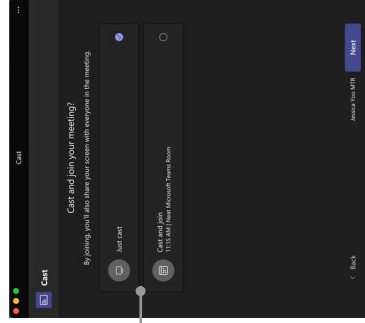 Cast
Cast
Cast and join your meeting?
By joining, you'll also share your screen with everyone in the meeting.
Just cast
Cast and join
11:15 AM | Neat Microsoft Teams Room
Back
Jessica Yoo MTR
Next